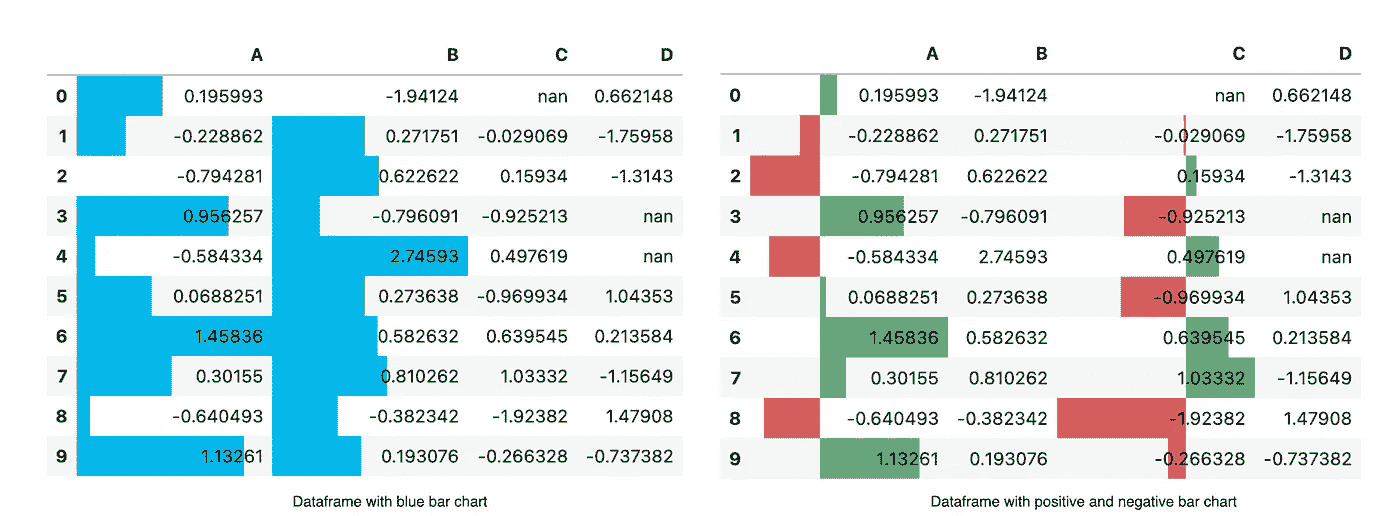 A B C D
0 0.195993 -1.94124 nan 0.662148
1 -0.228862 0.271751 -0.029069 -1.75958
2 -0.794281 0.622622 0.15934 -1.3143
3 0.956257 -0.796091 -0.925213 nan
4 -0.584334 2.74593 0.497619 nan
5 0.0688251 0.273638 -0.969934 1.04353
6 1.45836 0.582632 0.639545 0.213584
7 0.30155 0.810262 1.03332 -1.15649
8 -0.640493 -0.382342 -1.92382 1.47908
9 1.13261 0.193076 -0.266328 -0.737382
Dataframe with blue bar chart
A B C D
0 0.195993 -1.94124 nan 0.662148
1 -0.228862 0.271751 -0.029069 -1.75958
2 -0.794281 0.622622 0.15934 -1.3143
3 0.956257 -0.796091 -0.925213 nan
4 -0.584334 2.74593 0.497619 nan
5 0.0688251 0.273638 -0.969934 1.04353
6 1.45836 0.582632 0.639545 0.213584
7 0.30155 0.810262 1.03332 -1.15649
8 -0.640493 -0.382342 -1.92382 1.47908
9 1.13261 0.193076 -0.266328 -0.737382
Dataframe with positive and negative bar chart